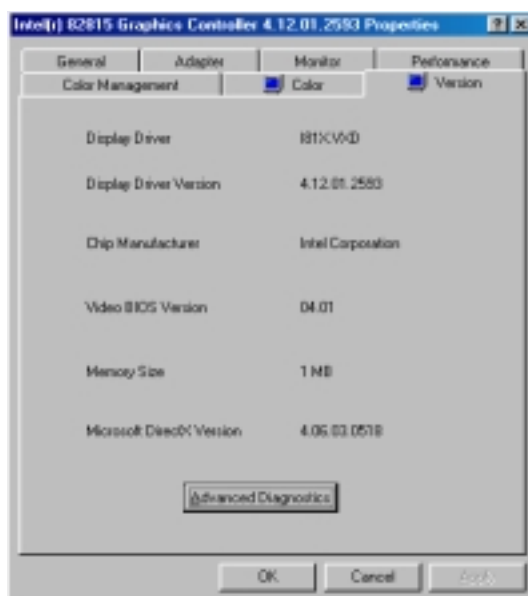 Intel(r) 82815 Graphics Controller 4.12.01.2593 Properties
General Adapter Monitor Performance
Color Management Color Version
Display Driver I81X.VXD
Display Driver Version 4.12.01.2593
Chip Manufacturer Intel Corporation
Video BIOS Version 04.01
Memory Size 1 MB
Microsoft DirectX Version 4.06.03.0518
Advanced Diagnostics
OK Cancel Apply